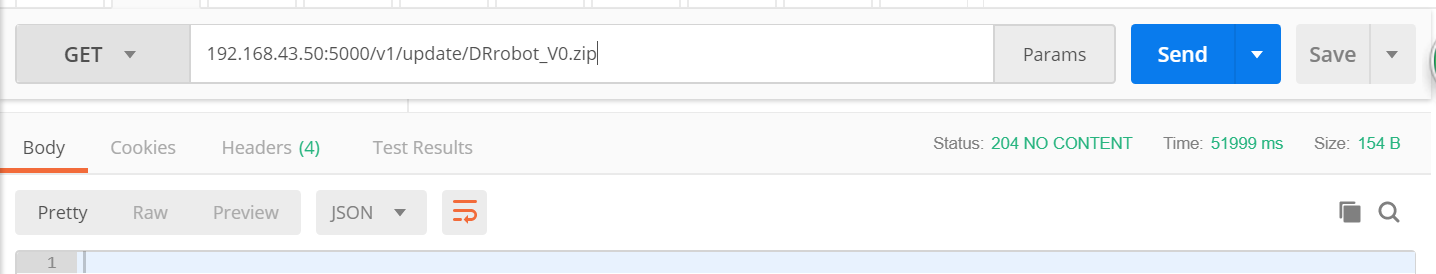 GET 192.168.43.50:5000/v1/update/DRrobot_V0.zip Params Send Save
Body Cookies Headers (4) Test Results Status: 204 NO CONTENT Time: 51999 ms Size: 154 B
Pretty Raw Preview JSON
1